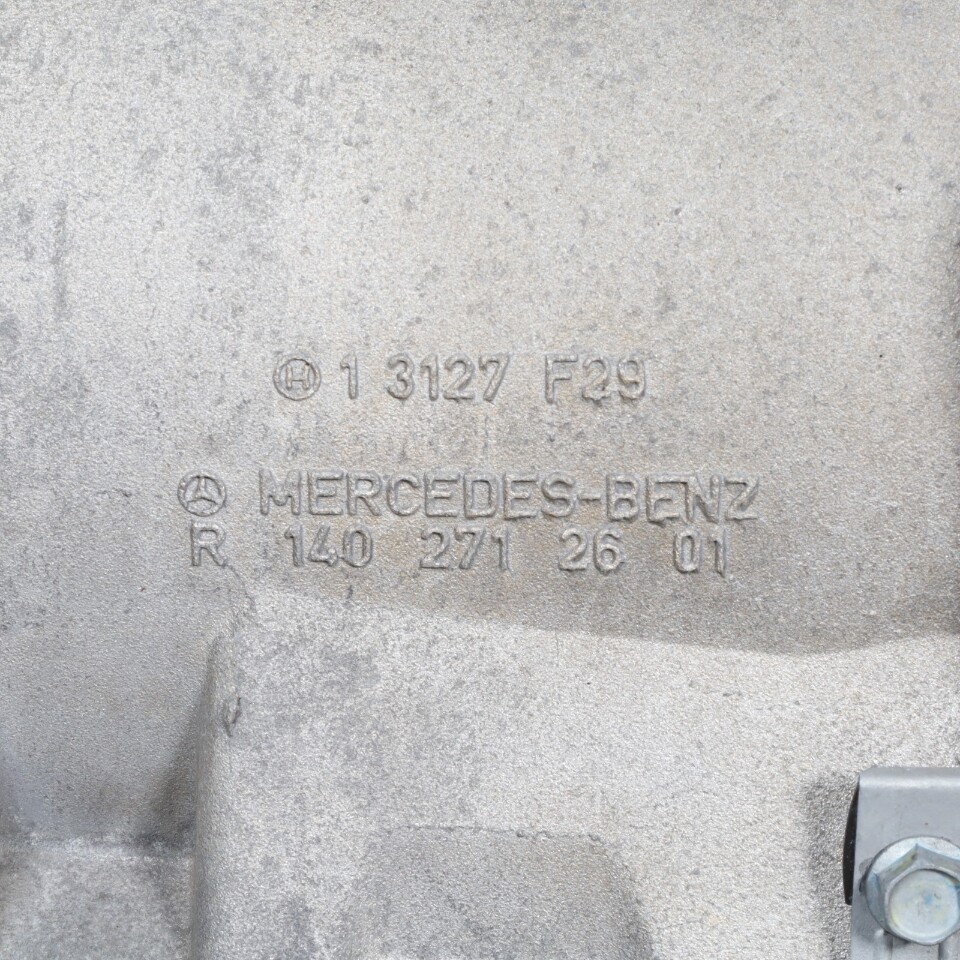 H 1 3127 F29
MERCEDES-BENZ
R 140 271 26 01